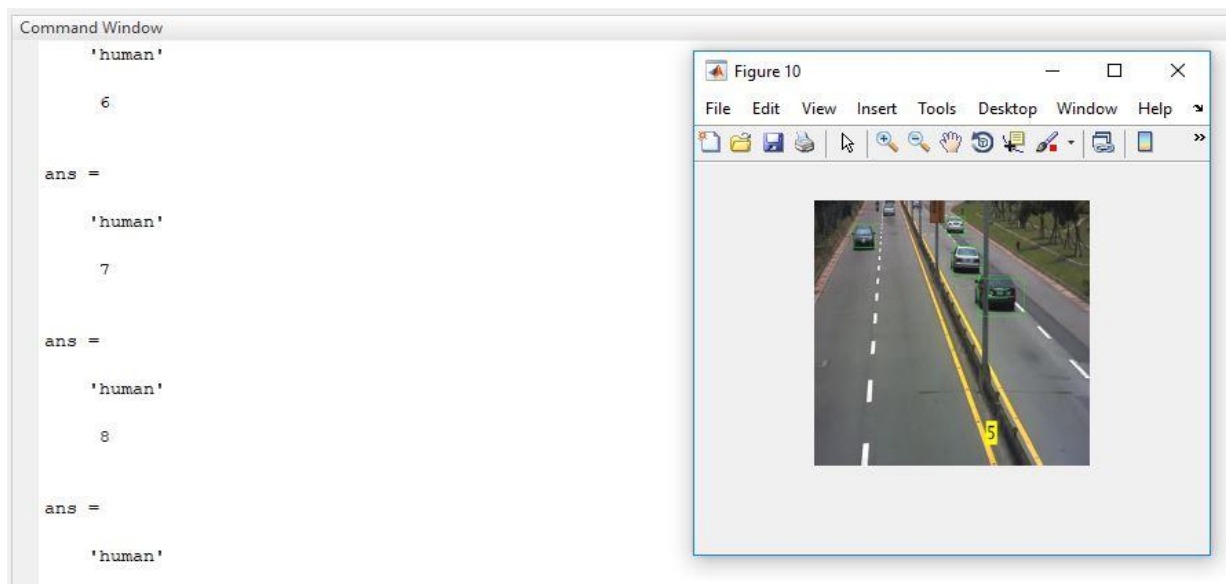 Command Window
'human'
6
ans =
'human'
7
ans =
'human'
8
ans =
'human'
Figure 10
File Edit View Insert Tools Desktop Window Help
5